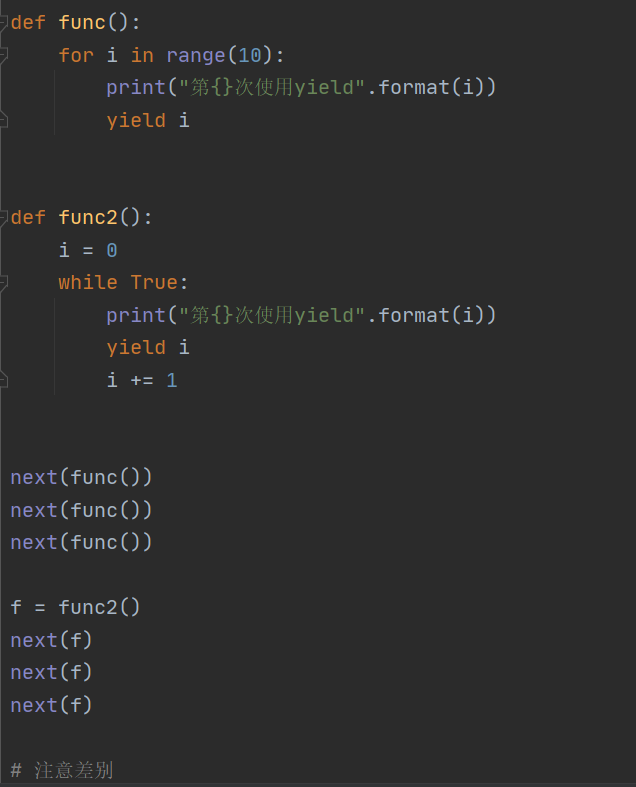 def func():
    for i in range(10):
        print("第{}次使用yield".format(i))
        yield i
def func2():
    i = 0
    while True:
        print("第{}次使用yield".format(i))
        yield i
        i += 1
next(func())
next(func())
next(func())
f = func2()
next(f)
next(f)
next(f)
# 注意差别